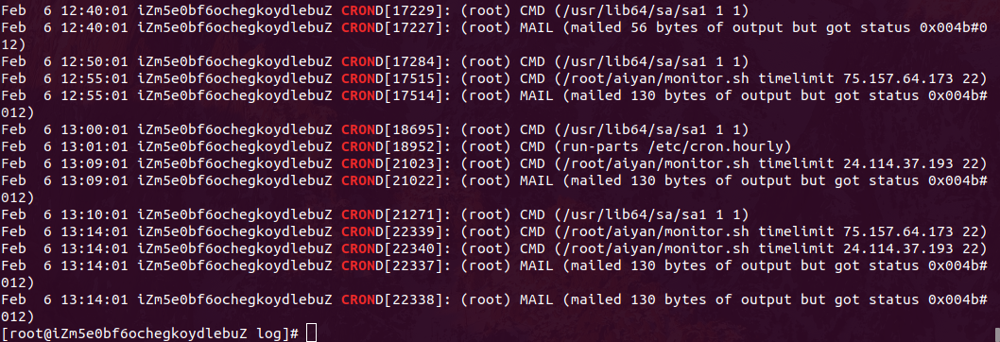 Feb  6 12:40:01 iZm5e0bf6ochegkoydlebuZ CROND[17229]: (root) CMD (/usr/lib64/sa/sa1 1 1)
Feb  6 12:40:01 iZm5e0bf6ochegkoydlebuZ CROND[17227]: (root) MAIL (mailed 56 bytes of output but got status 0x004b#0
12)
Feb  6 12:50:01 iZm5e0bf6ochegkoydlebuZ CROND[17284]: (root) CMD (/usr/lib64/sa/sa1 1 1)
Feb  6 12:55:01 iZm5e0bf6ochegkoydlebuZ CROND[17515]: (root) CMD (/root/aiyan/monitor.sh timelimit 75.157.64.173 22)
Feb  6 12:55:01 iZm5e0bf6ochegkoydlebuZ CROND[17514]: (root) MAIL (mailed 130 bytes of output but got status 0x004b#
012)
Feb  6 13:00:01 iZm5e0bf6ochegkoydlebuZ CROND[18695]: (root) CMD (/usr/lib64/sa/sa1 1 1)
Feb  6 13:01:01 iZm5e0bf6ochegkoydlebuZ CROND[18952]: (root) CMD (run-parts /etc/cron.hourly)
Feb  6 13:09:01 iZm5e0bf6ochegkoydlebuZ CROND[21023]: (root) CMD (/root/aiyan/monitor.sh timelimit 24.114.37.193 22)
Feb  6 13:09:01 iZm5e0bf6ochegkoydlebuZ CROND[21022]: (root) MAIL (mailed 130 bytes of output but got status 0x004b#
012)
Feb  6 13:10:01 iZm5e0bf6ochegkoydlebuZ CROND[21271]: (root) CMD (/usr/lib64/sa/sa1 1 1)
Feb  6 13:14:01 iZm5e0bf6ochegkoydlebuZ CROND[22339]: (root) CMD (/root/aiyan/monitor.sh timelimit 75.157.64.173 22)
Feb  6 13:14:01 iZm5e0bf6ochegkoydlebuZ CROND[22340]: (root) CMD (/root/aiyan/monitor.sh timelimit 24.114.37.193 22)
Feb  6 13:14:01 iZm5e0bf6ochegkoydlebuZ CROND[22337]: (root) MAIL (mailed 130 bytes of output but got status 0x004b#
012)
Feb  6 13:14:01 iZm5e0bf6ochegkoydlebuZ CROND[22338]: (root) MAIL (mailed 130 bytes of output but got status 0x004b#
012)
[root@iZm5e0bf6ochegkoydlebuZ log]#